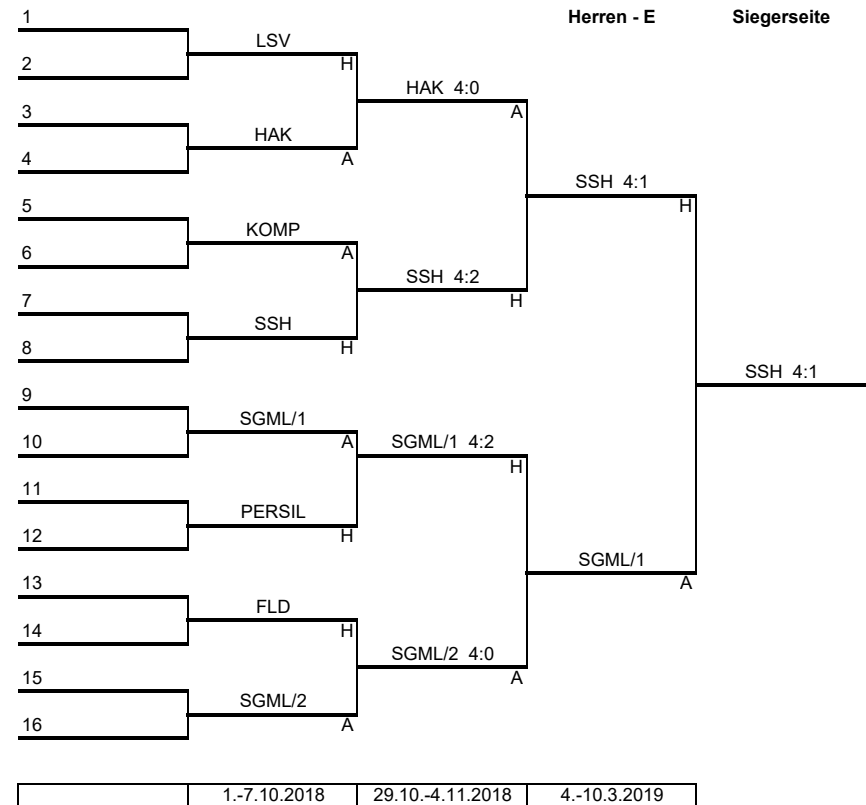 1 Herren - E Siegerseite
LSV
2 H
HAK 4:0
3 A
HAK
4 A
SSH 4:1
5 H
KOMP
6 A
SSH 4:2
7 H
SSH
8 H
SSH 4:1
9
SGML/1
10 A SGML/1 4:2
H
11
PERSIL
12 H
SGML/1
13 A
FLD
14 H
SGML/2 4:0
15 A
SGML/2
16 A
1.-7.10.2018 29.10.-4.11.2018 4.-10.3.2019